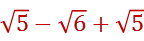 √5 − √6 + √5